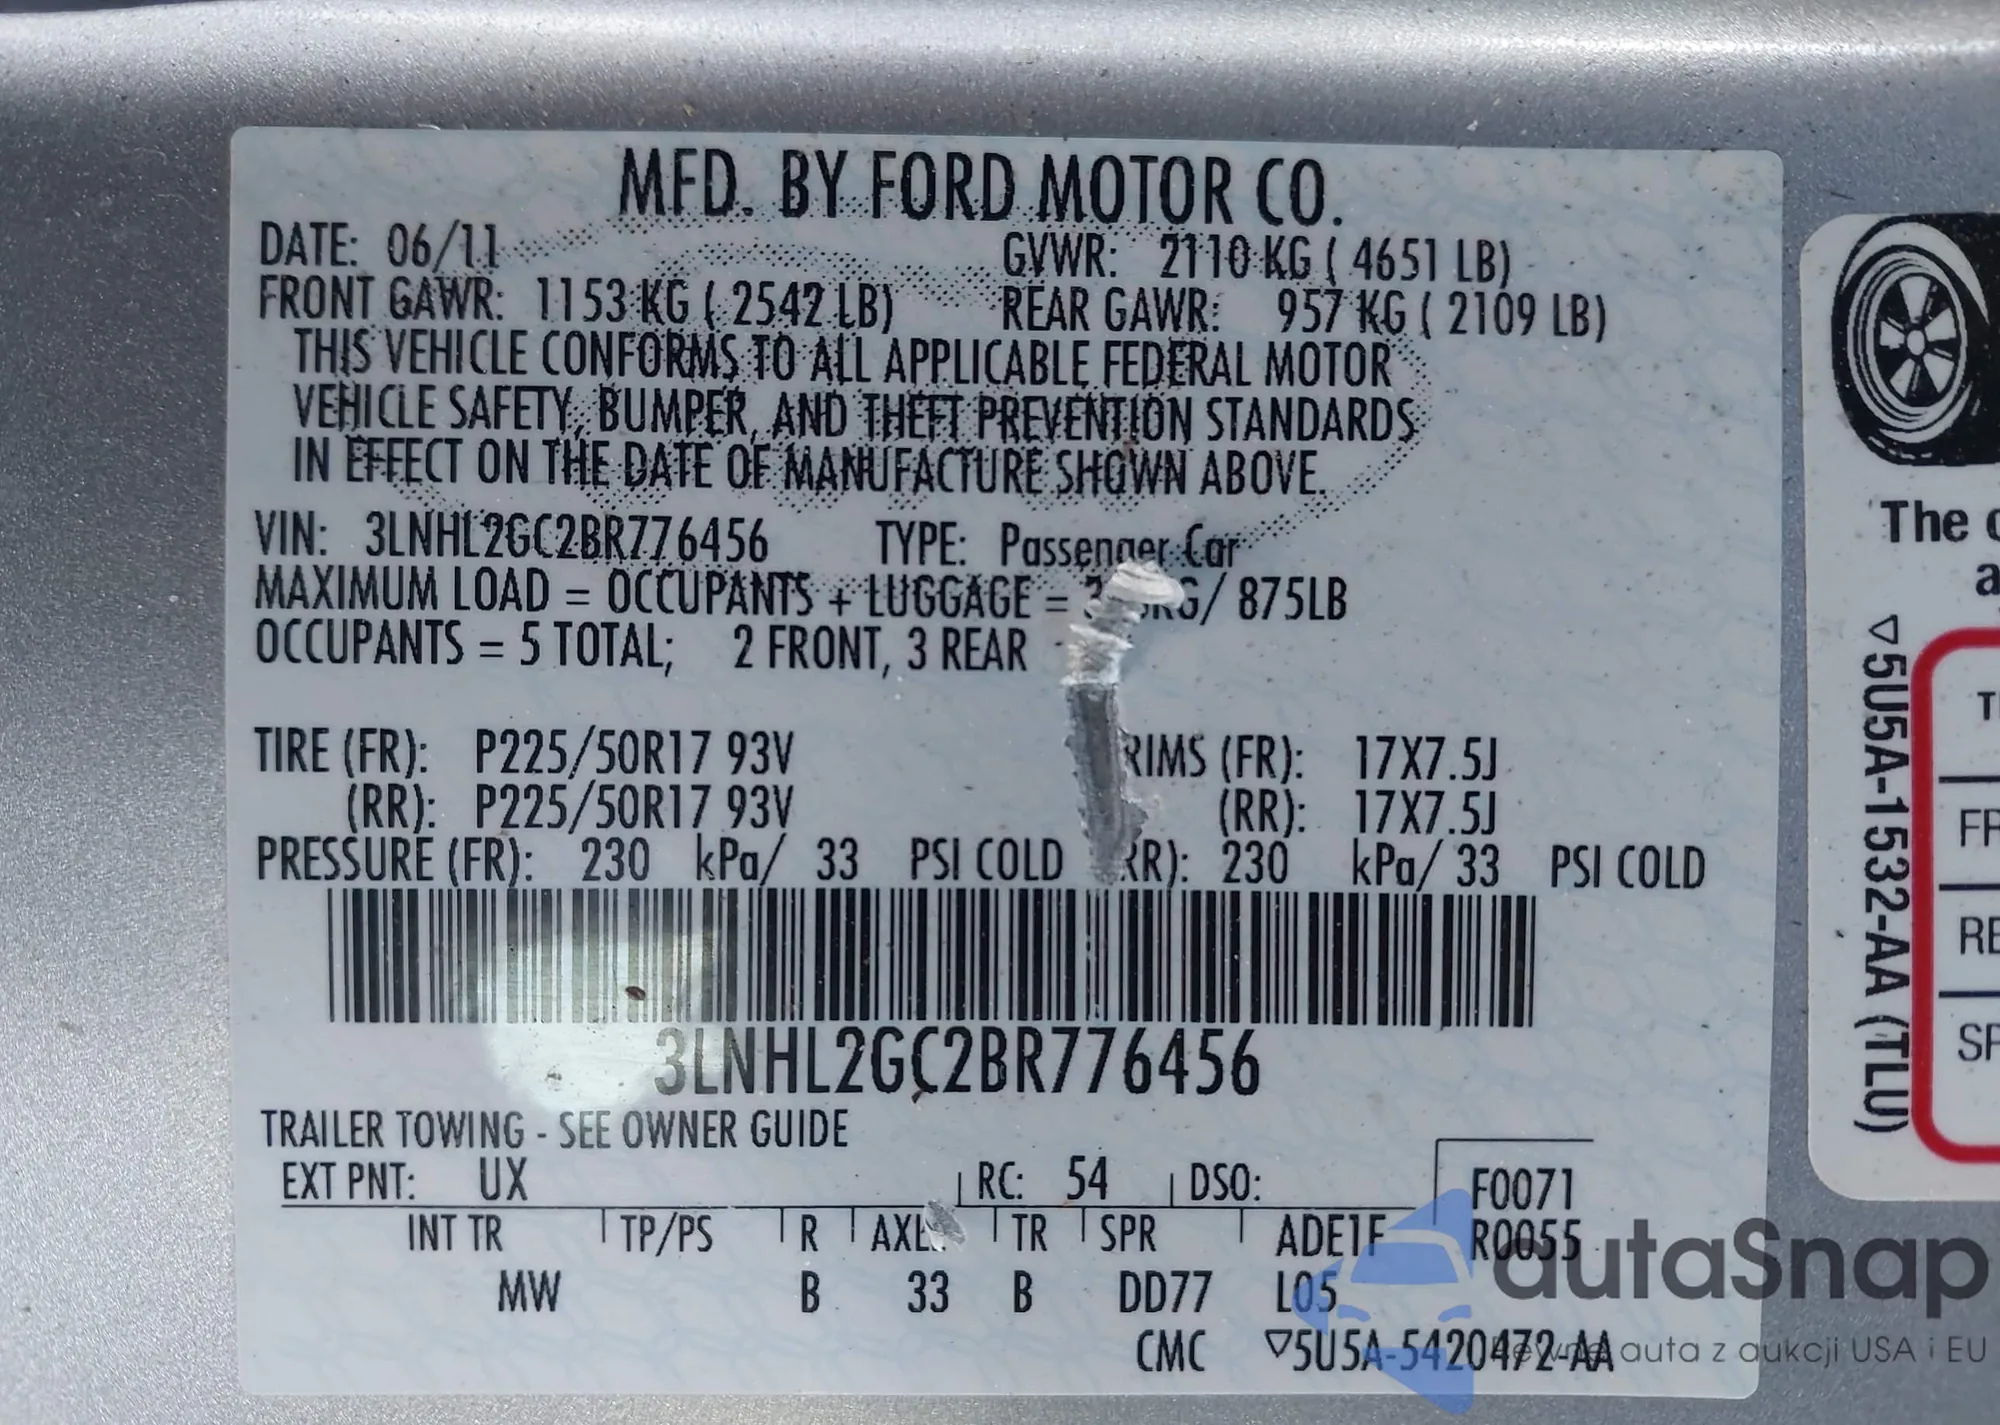 MFD. BY FORD MOTOR CO.
DATE: 06/11 GVWR: 2110 KG ( 4651 LB)
FRONT GAWR: 1153 KG ( 2542 LB) REAR GAWR: 957 KG ( 2109 LB)
THIS VEHICLE CONFORMS TO ALL APPLICABLE FEDERAL MOTOR
VEHICLE SAFETY, BUMPER, AND THEFT PREVENTION STANDARDS
IN EFFECT ON THE DATE OF MANUFACTURE SHOWN ABOVE.
VIN: 3LNHL2GC2BR776456 TYPE: Passenger Car
MAXIMUM LOAD = OCCUPANTS + LUGGAGE = / 875LB
OCCUPANTS = 5 TOTAL; 2 FRONT, 3 REAR
TIRE (FR): P225/50R17 93V RIMS (FR): 17X7.5J
(RR): P225/50R17 93V (RR): 17X7.5J
PRESSURE (FR): 230 kPa/ 33 PSI COLD (RR): 230 kPa/ 33 PSI COLD
3LNHL2GC2BR776456
TRAILER TOWING - SEE OWNER GUIDE
EXT PNT: UX RC: 54 DSO: F0071
INT TR TP/PS R AXLE TR SPR ADE1F R0055
MW B 33 B DD77 L05
CMC ▽5U5A-5420472-AA
The
▽5U5A-1532-AA (TLU)
autaSnap
Pewne auta z aukcji USA i EU